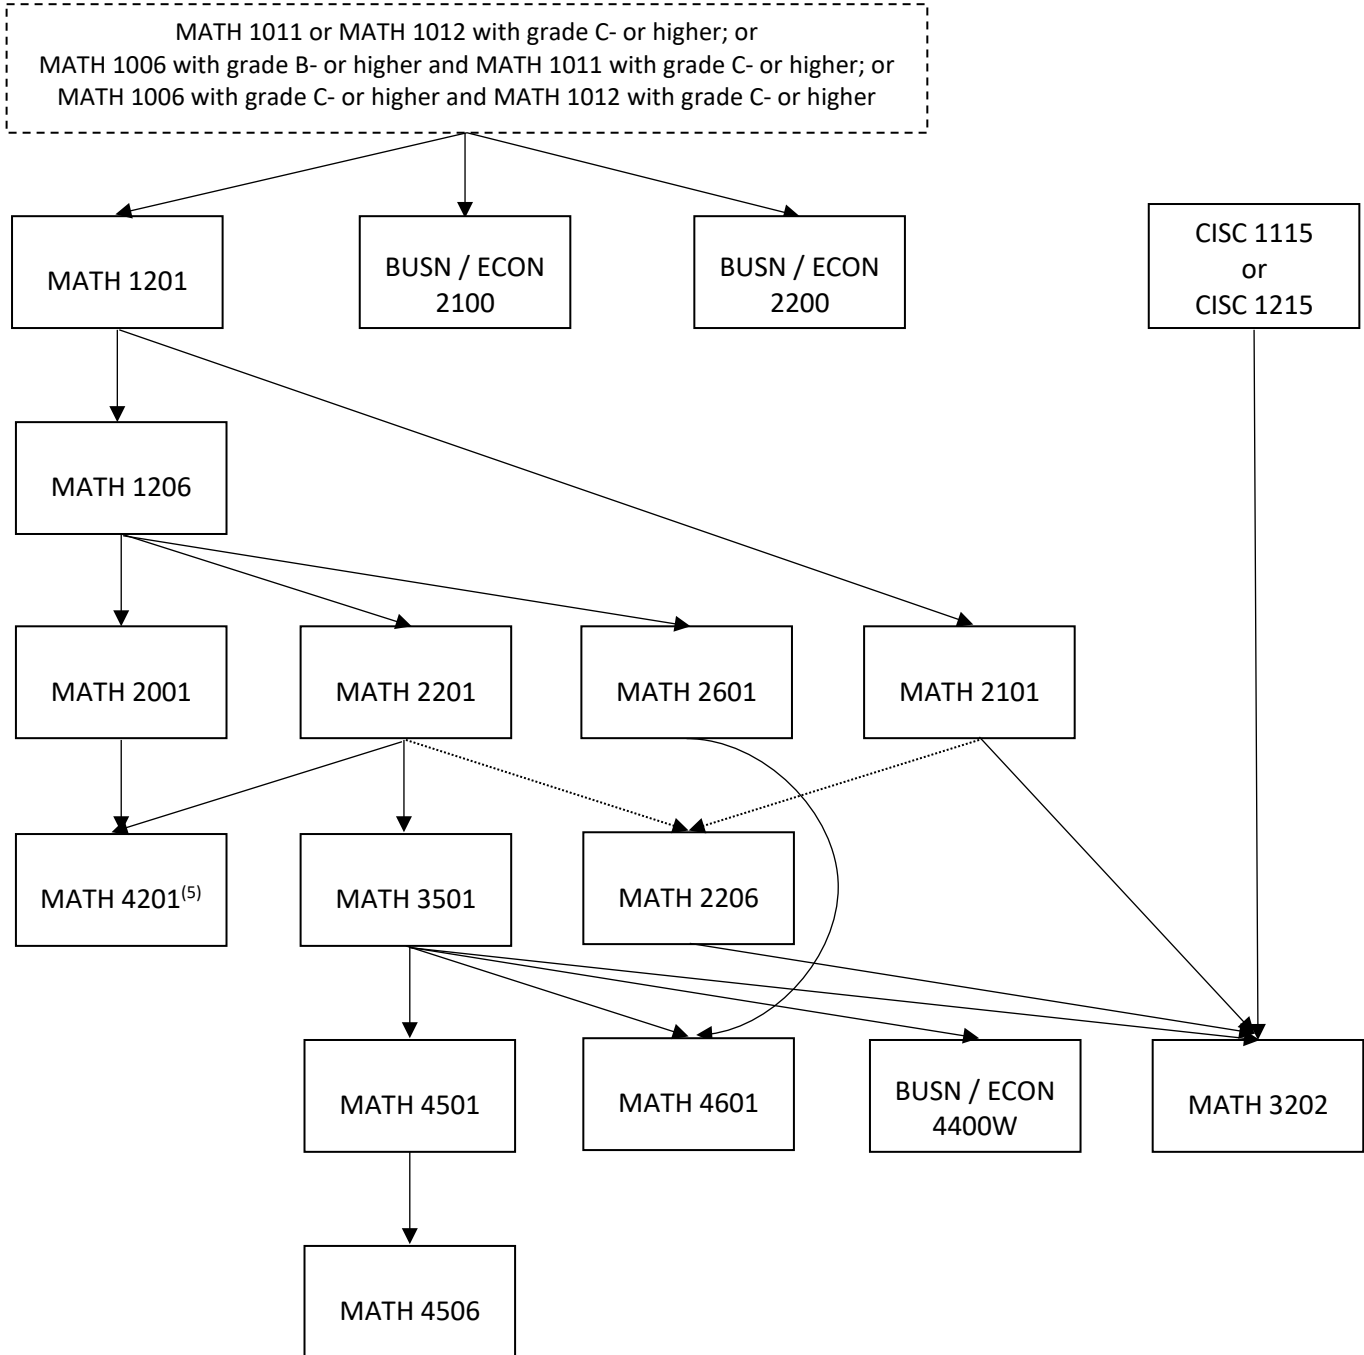 MATH 1011 or MATH 1012 with grade C- or higher; or
MATH 1006 with grade B- or higher and MATH 1011 with grade C- or higher; or
MATH 1006 with grade C- or higher and MATH 1012 with grade C- or higher
MATH 1201
BUSN / ECON
2100
BUSN / ECON
2200
CISC 1115
or
CISC 1215
MATH 1206
MATH 2001
MATH 2201
MATH 2601
MATH 2101
MATH 4201(5)
MATH 3501
MATH 2206
MATH 4501
MATH 4601
BUSN / ECON
4400W
MATH 3202
MATH 4506